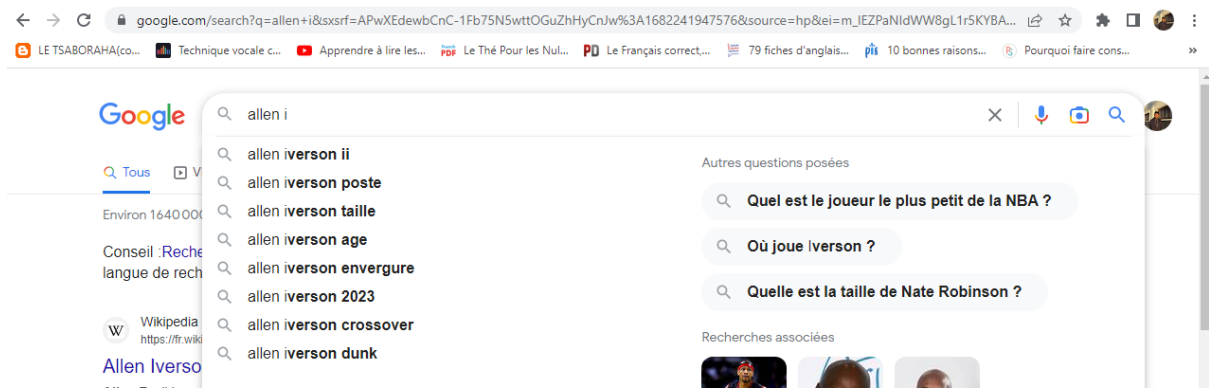 google.com/search?q=allen+i&sxsrf=APwXEdewbCnC-1Fb75N5wttOGuZhHyCnJw%3A1682241947576&source=hp&ei=m_IEZPaNIdWW8gL1r5KYBA...
LE TSABORAHA(co... Technique vocale c... Apprendre à lire les... PDF Le Thé Pour les Nul... PD Le Français correct,... 79 fiches d'anglais... pis 10 bonnes raisons... Pourquoi faire cons... »
Google allen i
Tous V
Environ 1 640 000
Conseil :Reche
langue de rech
W Wikipedia
https://fr.wiki
Allen Iverso
allen iverson ii
allen iverson poste
allen iverson taille
allen iverson age
allen iverson envergure
allen iverson 2023
allen iverson crossover
allen iverson dunk
Autres questions posées
Quel est le joueur le plus petit de la NBA ?
Où joue Iverson ?
Quelle est la taille de Nate Robinson ?
Recherches associées